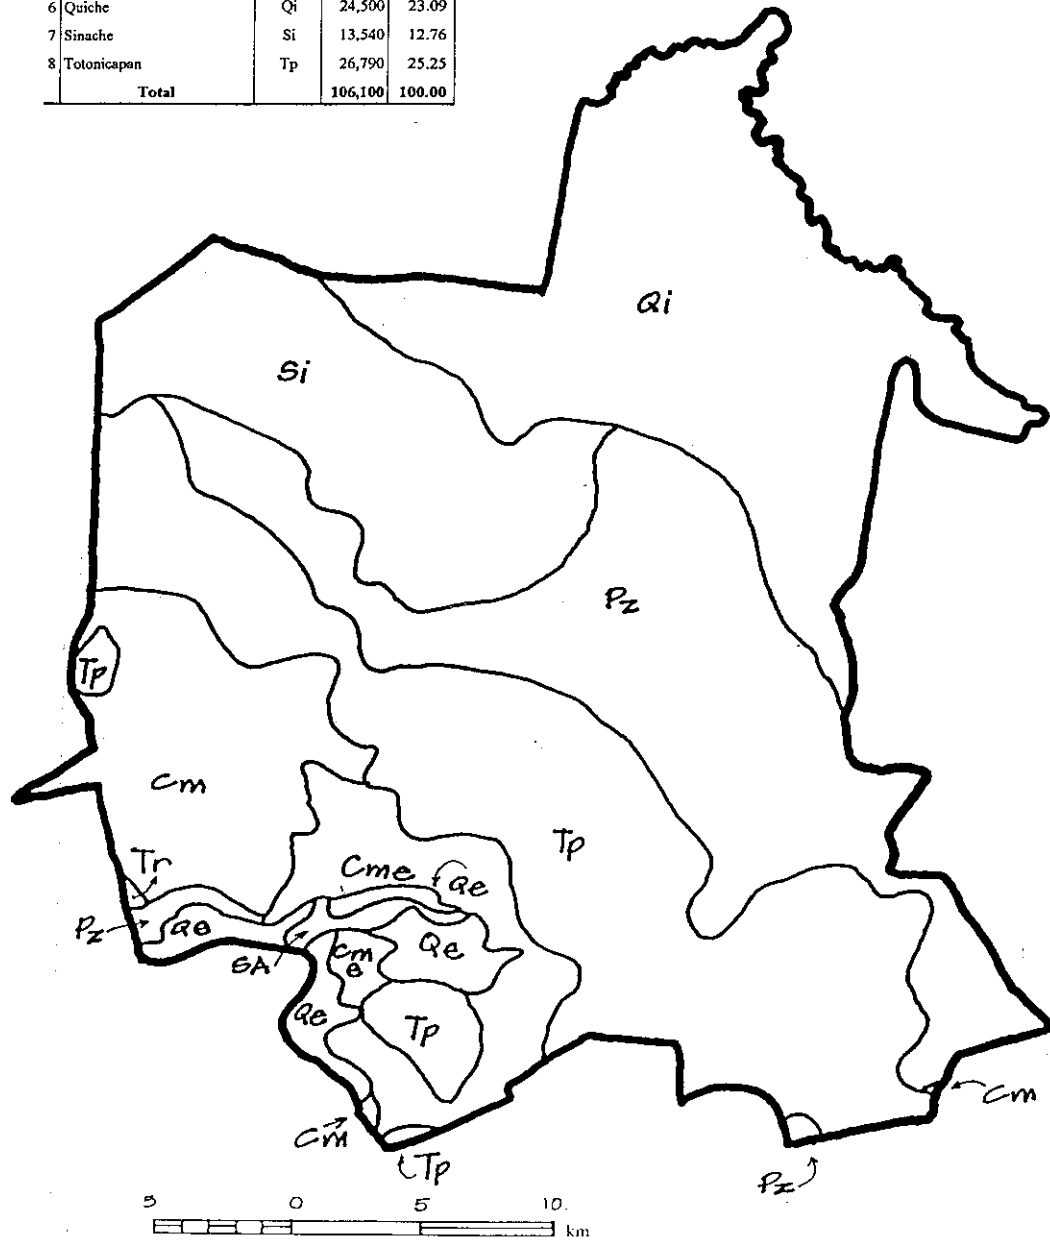 6 Quiche Qi 24,500 23.09
7 Sinache Si 13,540 12.76
8 Totonicapan Tp 26,790 25.25
Total 106,100 100.00
Qi
Si
Pz
Tp
Cm
Tp
Tr
Cme
Qe
Pz
Qe
SA
Cm
e
Qe
Qe
Tp
Cm
Cm
Tp
Pz
5 0 5 10. km